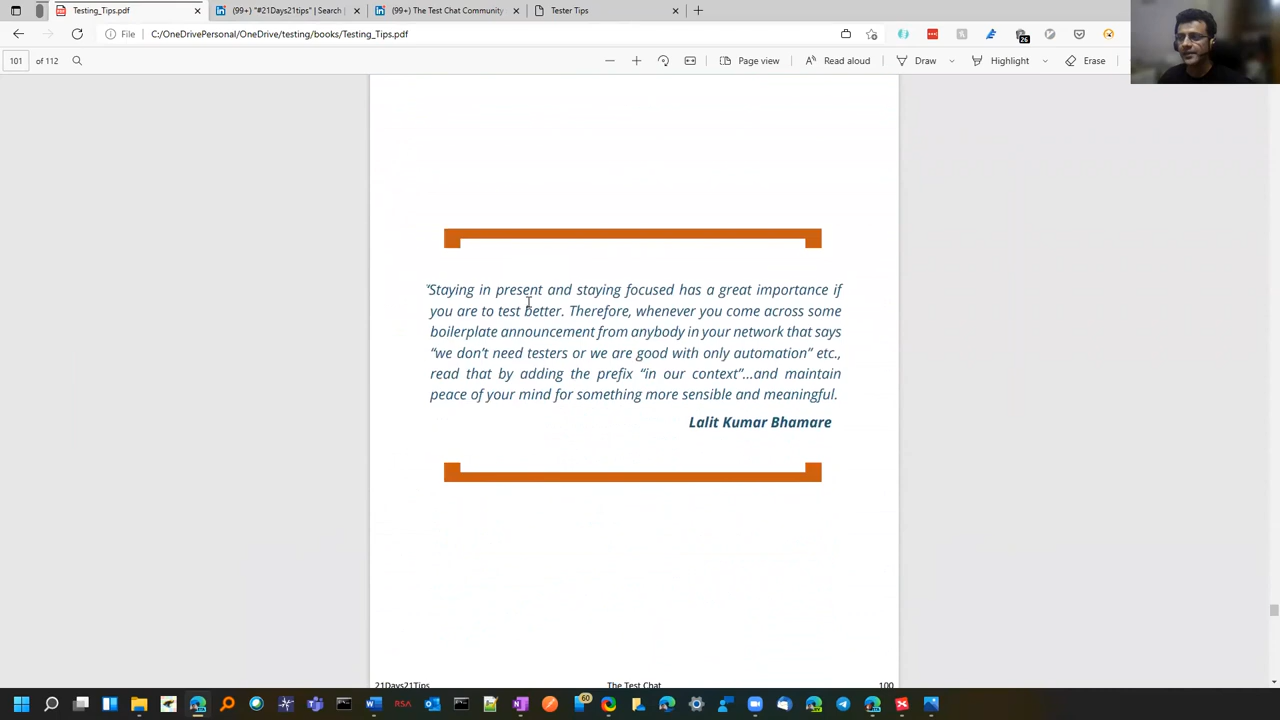 Testing_Tips.pdf
(99+) "#21Days21tips" | Search |
(99+) The Test Chat Community
Tester Tips
File
C:/OneDrivePersonal/OneDrive/testing/books/Testing_Tips.pdf
26
101 of 112
Page view
Read aloud
Draw
Highlight
Erase
"Staying in present and staying focused has a great importance if
you are to test better. Therefore, whenever you come across some
boilerplate announcement from anybody in your network that says
“we don’t need testers or we are good with only automation” etc.,
read that by adding the prefix “in our context”...and maintain
peace of your mind for something more sensible and meaningful.
Lalit Kumar Bhamare
21Days21Tips The Test Chat 100
RSA
60